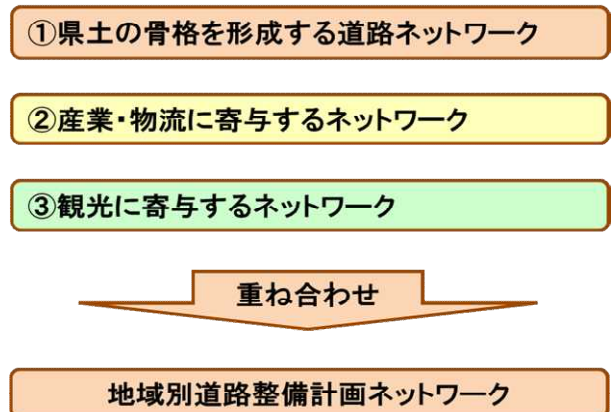 ①県土の骨格を形成する道路ネットワーク
②産業・物流に寄与するネットワーク
③観光に寄与するネットワーク
重ね合わせ
地域別道路整備計画ネットワーク